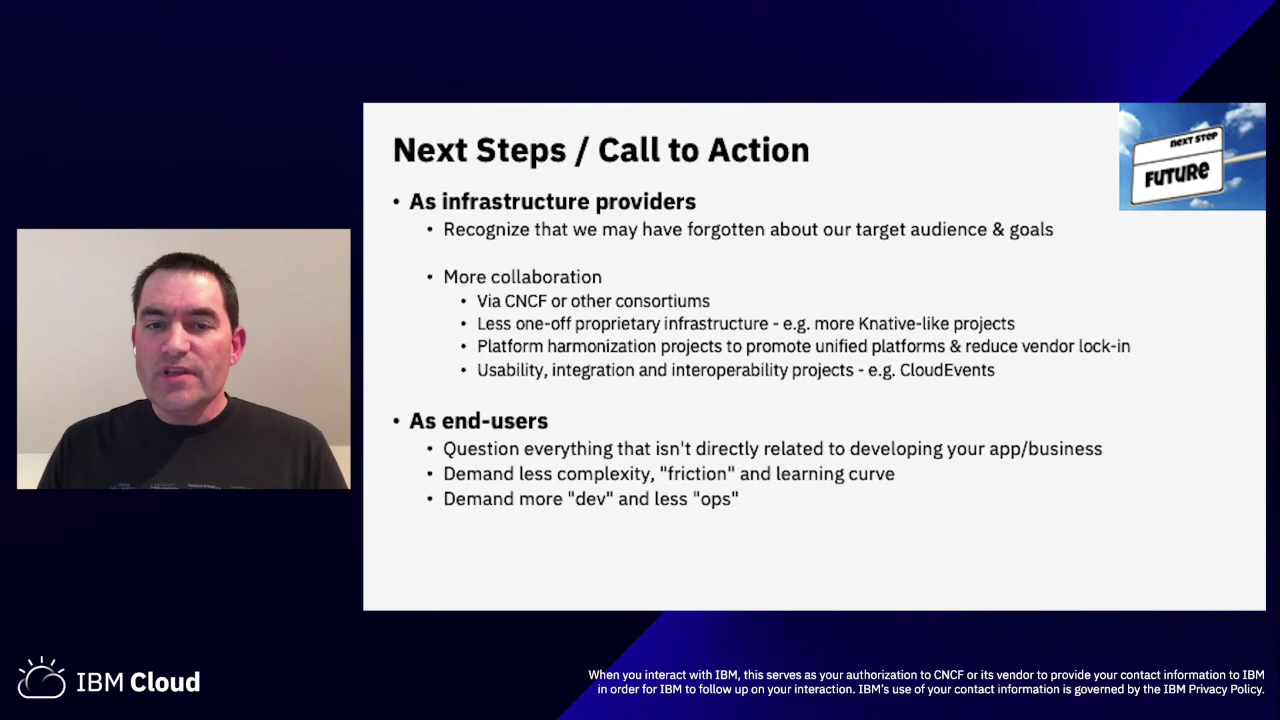 Next Steps / Call to Action
NEXT STEP
FUTURE
• As infrastructure providers
• Recognize that we may have forgotten about our target audience & goals
• More collaboration
• Via CNCF or other consortiums
• Less one-off proprietary infrastructure - e.g. more Knative-like projects
• Platform harmonization projects to promote unified platforms & reduce vendor lock-in
• Usability, integration and interoperability projects - e.g. CloudEvents
• As end-users
• Question everything that isn't directly related to developing your app/business
• Demand less complexity, "friction" and learning curve
• Demand more "dev" and less "ops"
IBM Cloud
When you interact with IBM, this serves as your authorization to CNCF or its vendor to provide your contact information to IBM
in order for IBM to follow up on your interaction. IBM's use of your contact information is governed by the IBM Privacy Policy.